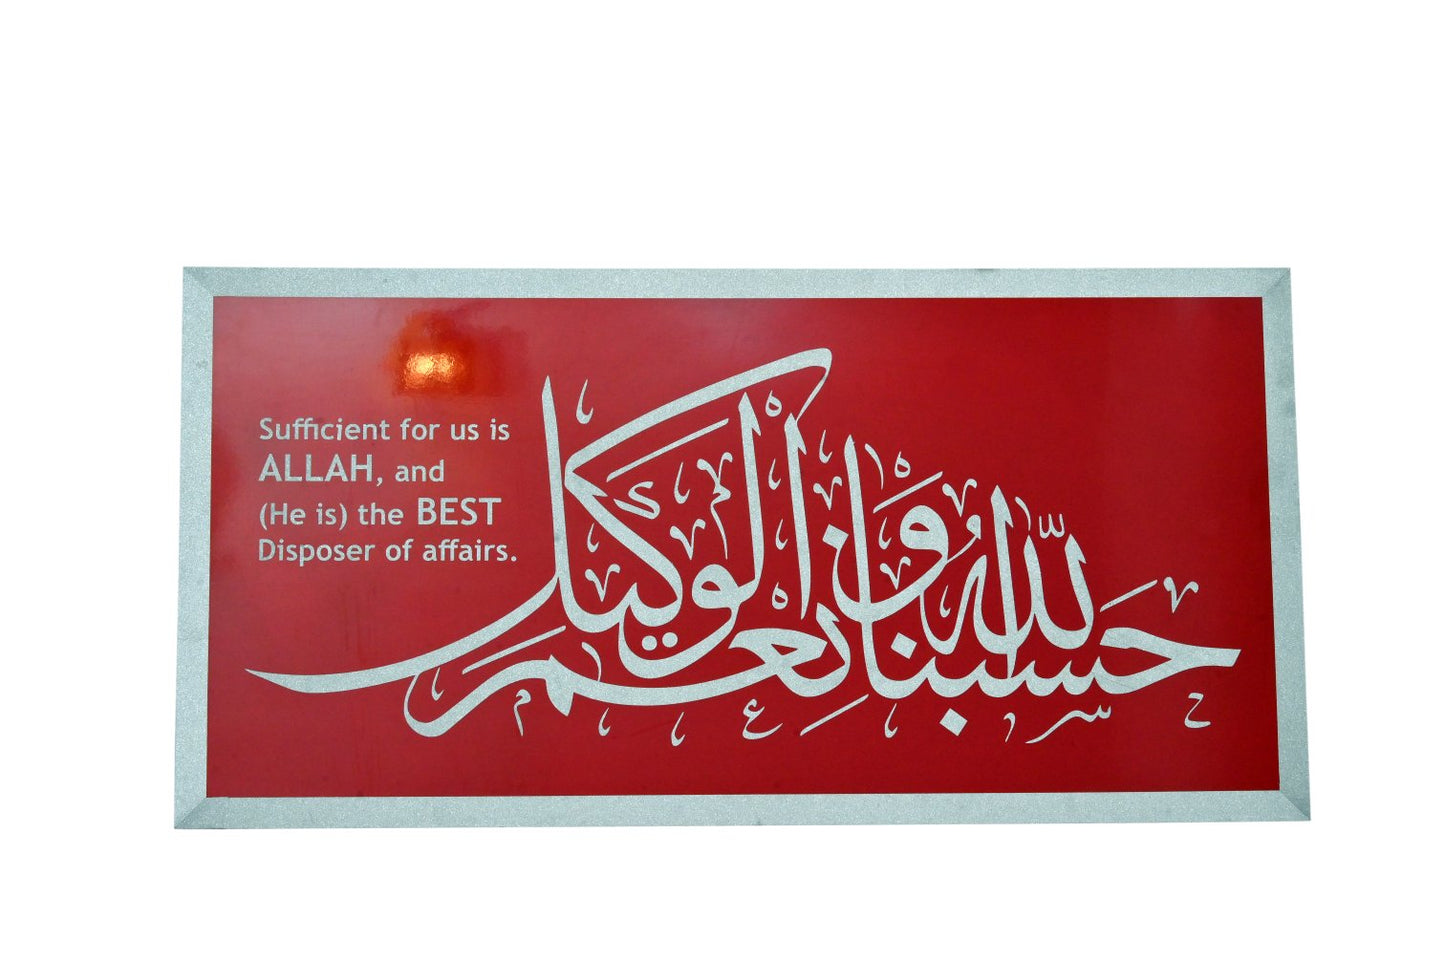 Sufficient for us is
ALLAH, and
(He is) the BEST
Disposer of affairs.
حسبنا الله ونعم الوكيل